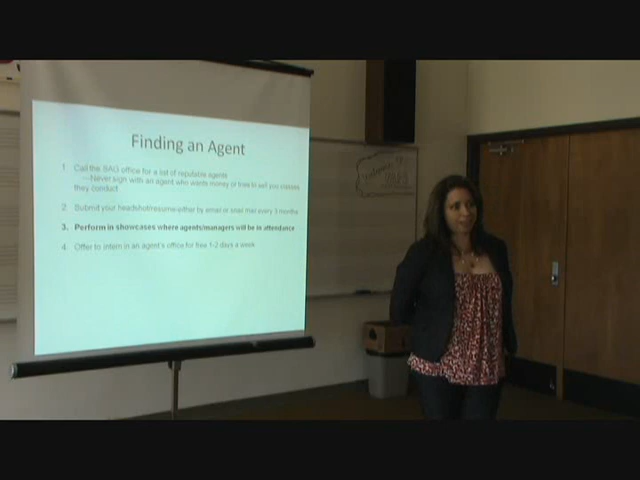 Finding an Agent
1. Call the SAG office for a list of reputable agents
—Never sign with an agent who wants money or tries to sell you classes
they conduct
2. Submit your headshot/resume either by email or snail mail every 3 months
3. Perform in showcases where agents/managers will be in attendance
4. Offer to intern in an agent's office for free 1-2 days a week